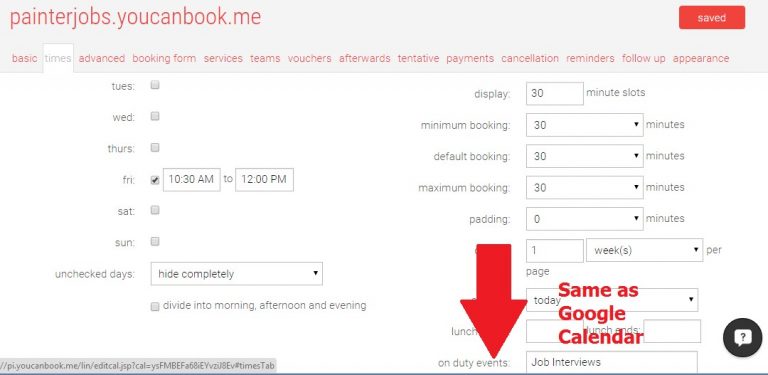 painterjobs.youcanbook.me
saved
basic times advanced booking form services teams vouchers afterwards tentative payments cancellation reminders follow up appearance
tues:
wed:
thurs:
fri: 10:30 AM to 12:00 PM
sat:
sun:
unchecked days: hide completely
divide into morning, afternoon and evening
display: 30 minute slots
minimum booking: 30 minutes
default booking: 30 minutes
maximum booking: 30 minutes
padding: 0 minutes
1 week(s) per
page
today
lunch lunch ends:
on duty events: Job Interviews
Same as
Google
Calendar
//pi.youcanbook.me/lin/editcal.jsp?cal=ysFMBEFa68iEYvziJ8Ev#timesTab